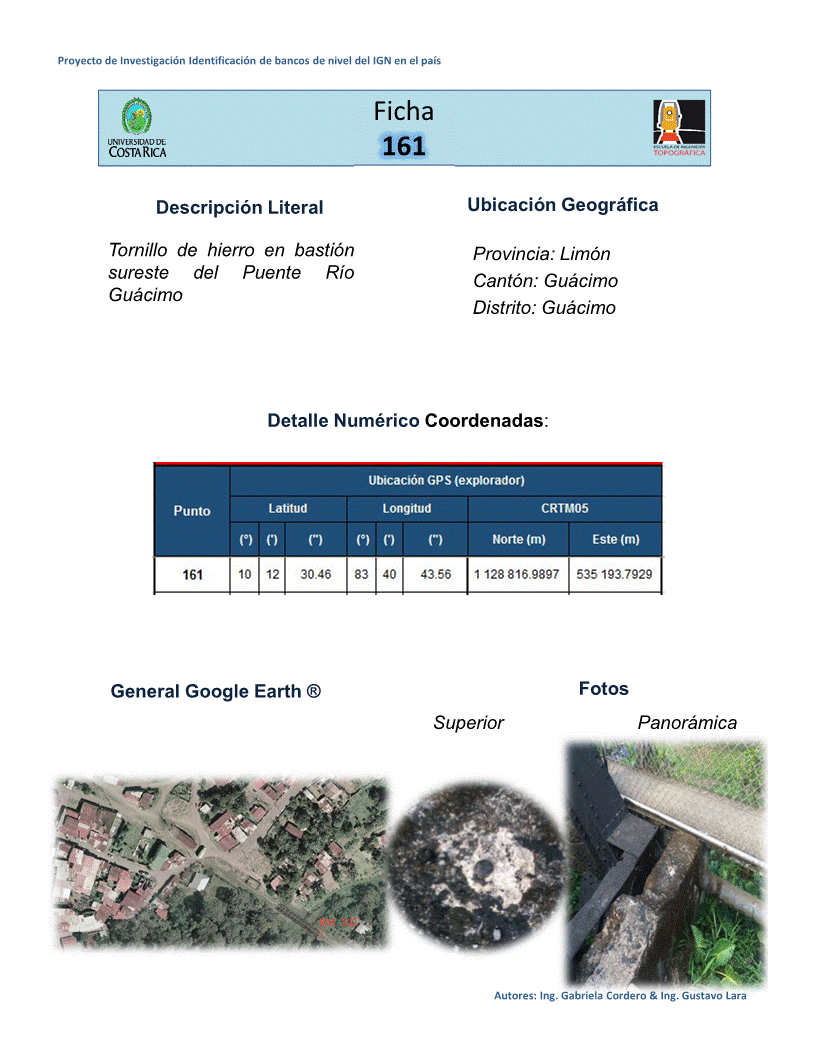 Proyecto de Investigación Identificación de bancos de nivel del IGN en el país
UNIVERSIDAD DE
COSTA RICA
Ficha
161
ESCUELA DE INGENIERÍA
TOPOGRÁFICA
Descripción Literal
Tornillo de hierro en bastión
sureste del Puente Río
Guácimo
Ubicación Geográfica
Provincia: Limón
Cantón: Guácimo
Distrito: Guácimo
Detalle Numérico Coordenadas:
Punto
Ubicación GPS (explorador)
Latitud Longitud CRTM05
(°) (') (") (°) (') (") Norte (m) Este (m)
161 10 12 30.46 83 40 43.56 1 128 816.9897 535 193.7929
General Google Earth ®
Fotos
Superior Panorámica
Autores: Ing. Gabriela Cordero & Ing. Gustavo Lara